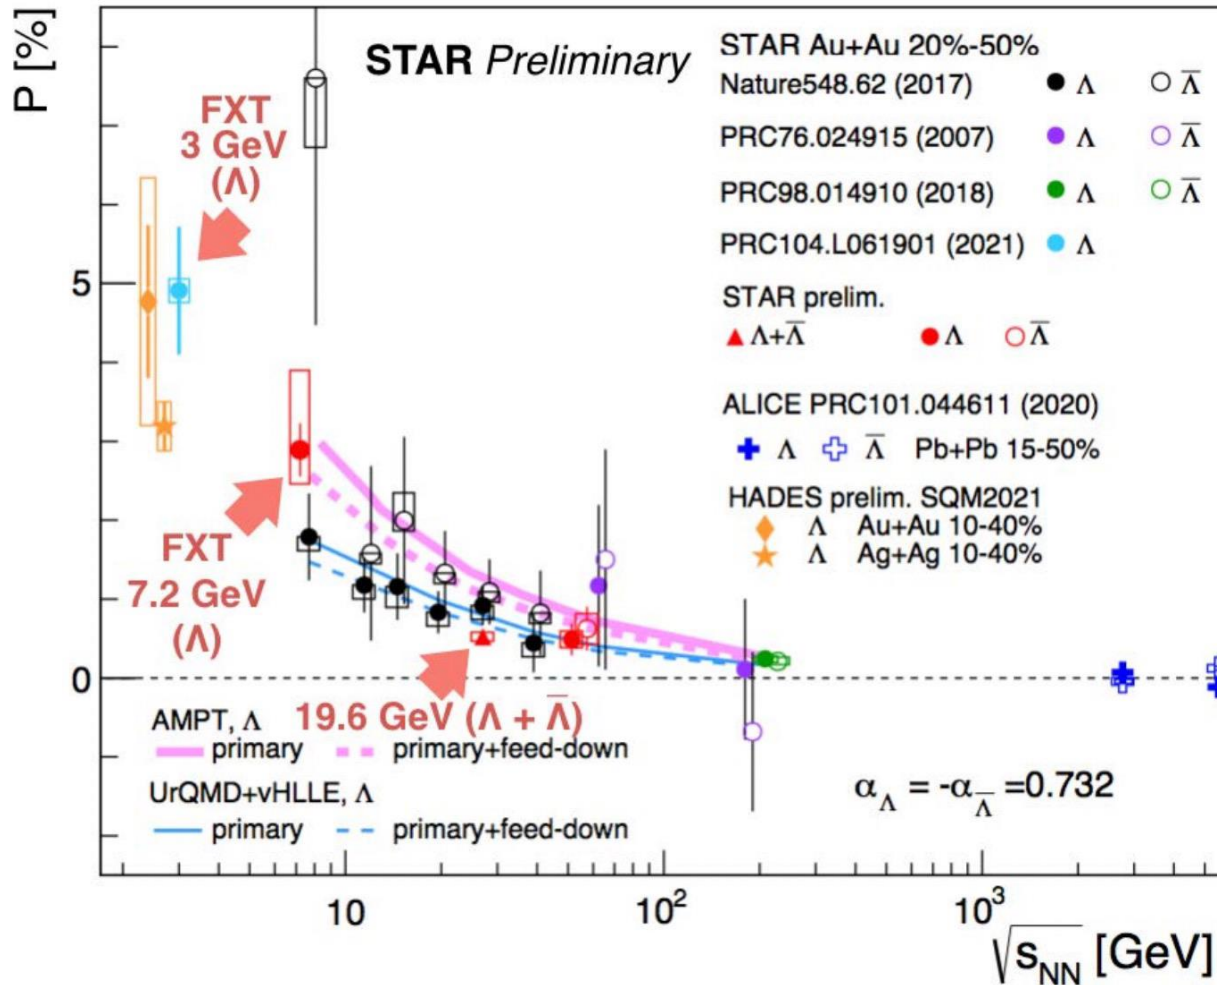 P [%]
STAR Preliminary
STAR Au+Au 20%-50%
Nature548.62 (2017) Λ Λ̅
PRC76.024915 (2007) Λ Λ̅
PRC98.014910 (2018) Λ Λ̅
PRC104.L061901 (2021) Λ
STAR prelim.
Λ+Λ̅ Λ Λ̅
ALICE PRC101.044611 (2020)
Λ Λ̅ Pb+Pb 15-50%
HADES prelim. SQM2021
Λ Au+Au 10-40%
Λ Ag+Ag 10-40%
FXT
3 GeV
(Λ)
5
FXT
7.2 GeV
(Λ)
0
19.6 GeV (Λ + Λ̅)
AMPT, Λ
primary primary+feed-down
UrQMD+vHLLE, Λ
primary primary+feed-down
α_Λ = -α_Λ̅ =0.732
10 10² 10³
√s_NN [GeV]